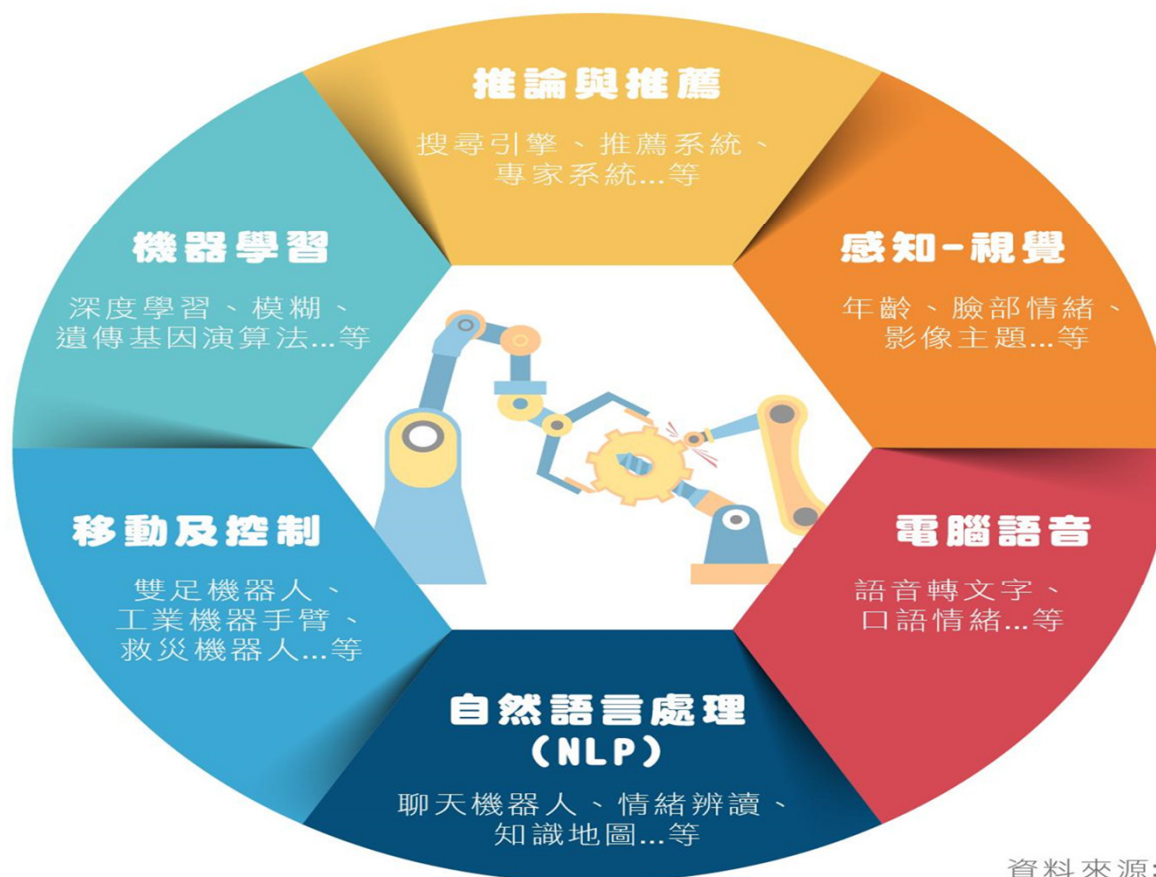 推論與推薦
搜尋引擎、推薦系統、
專家系統...等
感知-視覺
年齡、臉部情緒、
影像主題...等
電腦語音
語音轉文字、
口語情緒...等
自然語言處理
(NLP)
聊天機器人、情緒辨讀、
知識地圖...等
移動及控制
雙足機器人、
工業機器手臂、
救災機器人...等
機器學習
深度學習、模糊、
遺傳基因演算法...等
資料來源: